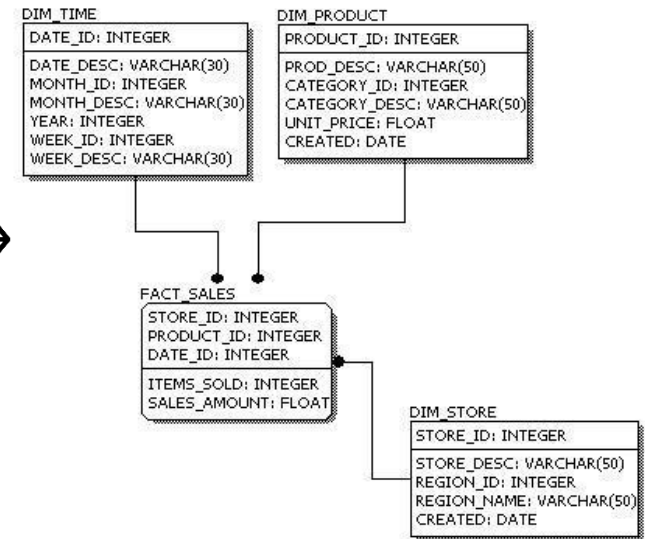 DIM_TIME
DATE_ID: INTEGER
DATE_DESC: VARCHAR(30)
MONTH_ID: INTEGER
MONTH_DESC: VARCHAR(30)
YEAR: INTEGER
WEEK_ID: INTEGER
WEEK_DESC: VARCHAR(30)
DIM_PRODUCT
PRODUCT_ID: INTEGER
PROD_DESC: VARCHAR(50)
CATEGORY_ID: INTEGER
CATEGORY_DESC: VARCHAR(50)
UNIT_PRICE: FLOAT
CREATED: DATE
FACT_SALES
STORE_ID: INTEGER
PRODUCT_ID: INTEGER
DATE_ID: INTEGER
ITEMS_SOLD: INTEGER
SALES_AMOUNT: FLOAT
DIM_STORE
STORE_ID: INTEGER
STORE_DESC: VARCHAR(50)
REGION_ID: INTEGER
REGION_NAME: VARCHAR(50)
CREATED: DATE